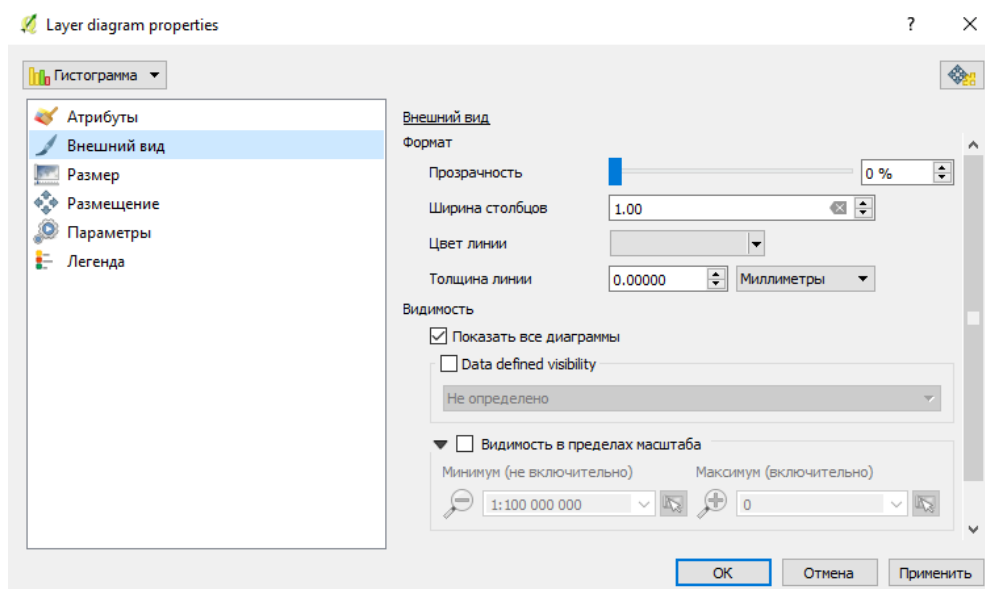 Layer diagram properties
?
Гистограмма
Атрибуты
Внешний вид
Размер
Размещение
Параметры
Легенда
Внешний вид
Формат
Прозрачность 0 %
Ширина столбцов 1.00
Цвет линии
Толщина линии 0.00000 Миллиметры
Видимость
Показать все диаграммы
Data defined visibility
Не определено
Видимость в пределах масштаба
Минимум (не включительно) Максимум (включительно)
1:100 000 000 0
OK Отмена Применить